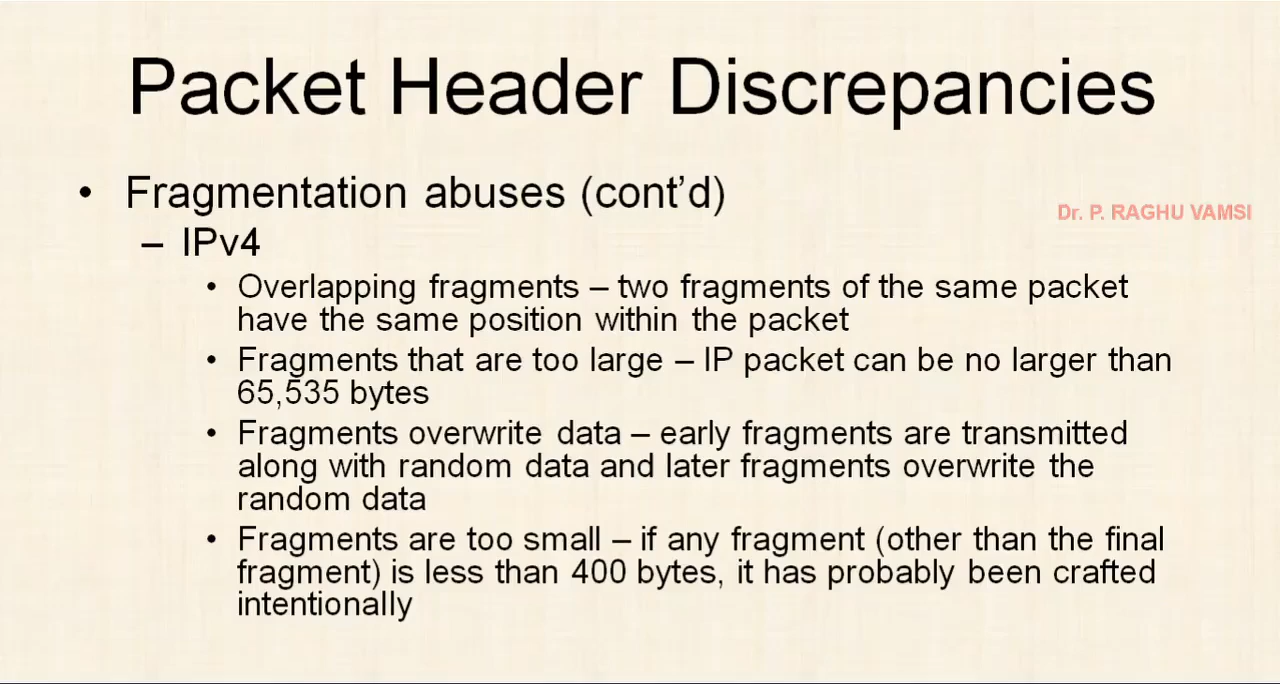 Packet Header Discrepancies
• Fragmentation abuses (cont’d)
Dr. P. RAGHU VAMSI
– IPv4
• Overlapping fragments – two fragments of the same packet
have the same position within the packet
• Fragments that are too large – IP packet can be no larger than
65,535 bytes
• Fragments overwrite data – early fragments are transmitted
along with random data and later fragments overwrite the
random data
• Fragments are too small – if any fragment (other than the final
fragment) is less than 400 bytes, it has probably been crafted
intentionally